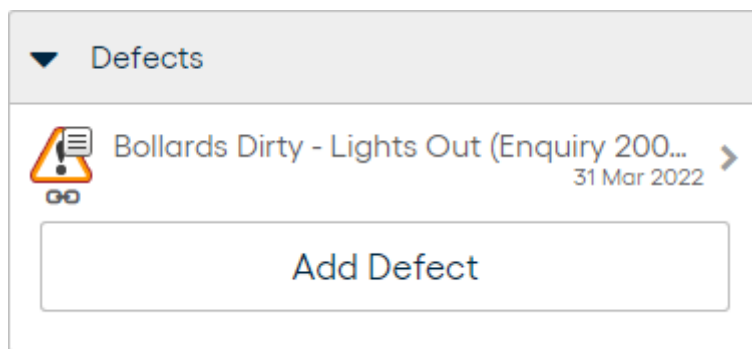 Defects
Bollards Dirty - Lights Out (Enquiry 200...
31 Mar 2022
Add Defect